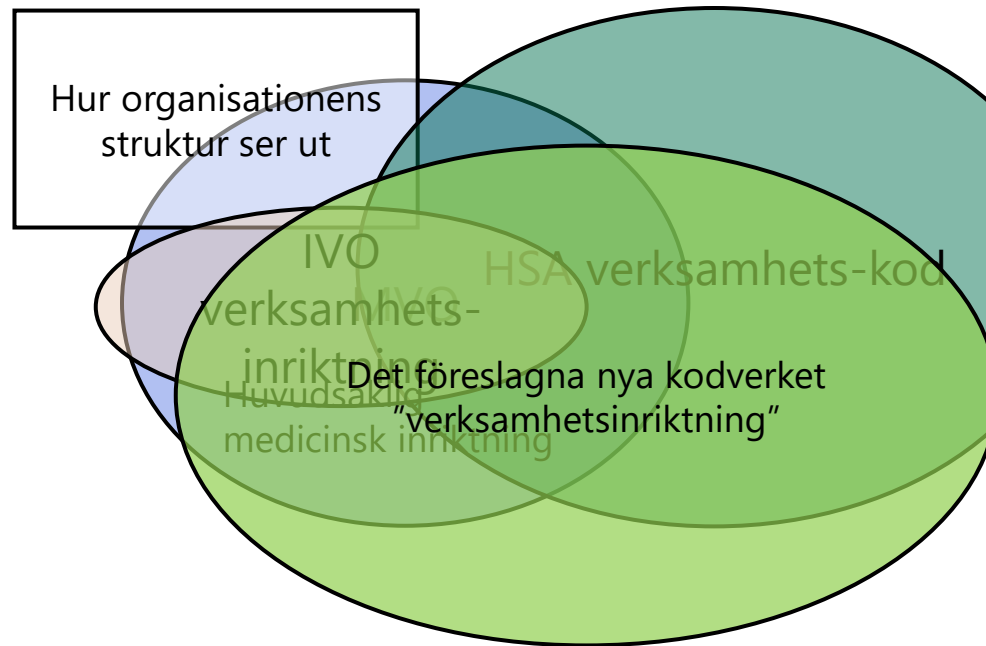 Hur organisationens
struktur ser ut
IVO
verksamhets-
inriktning
MVO
HSA verksamhets-kod
Huvudsaklig
medicinsk inriktning
Det föreslagna nya kodverket
”verksamhetsinriktning”